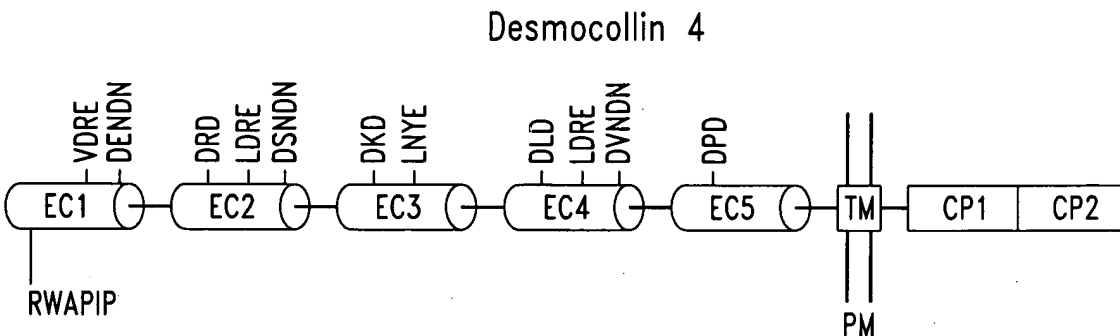 Desmocollin 4
VDRE
DENDN
DRD
LDRE
DSNDN
DKD
LNYE
DLD
LDRE
DVNDN
DPD
EC1
EC2
EC3
EC4
EC5
TM
CP1
CP2
RWAPIP
PM